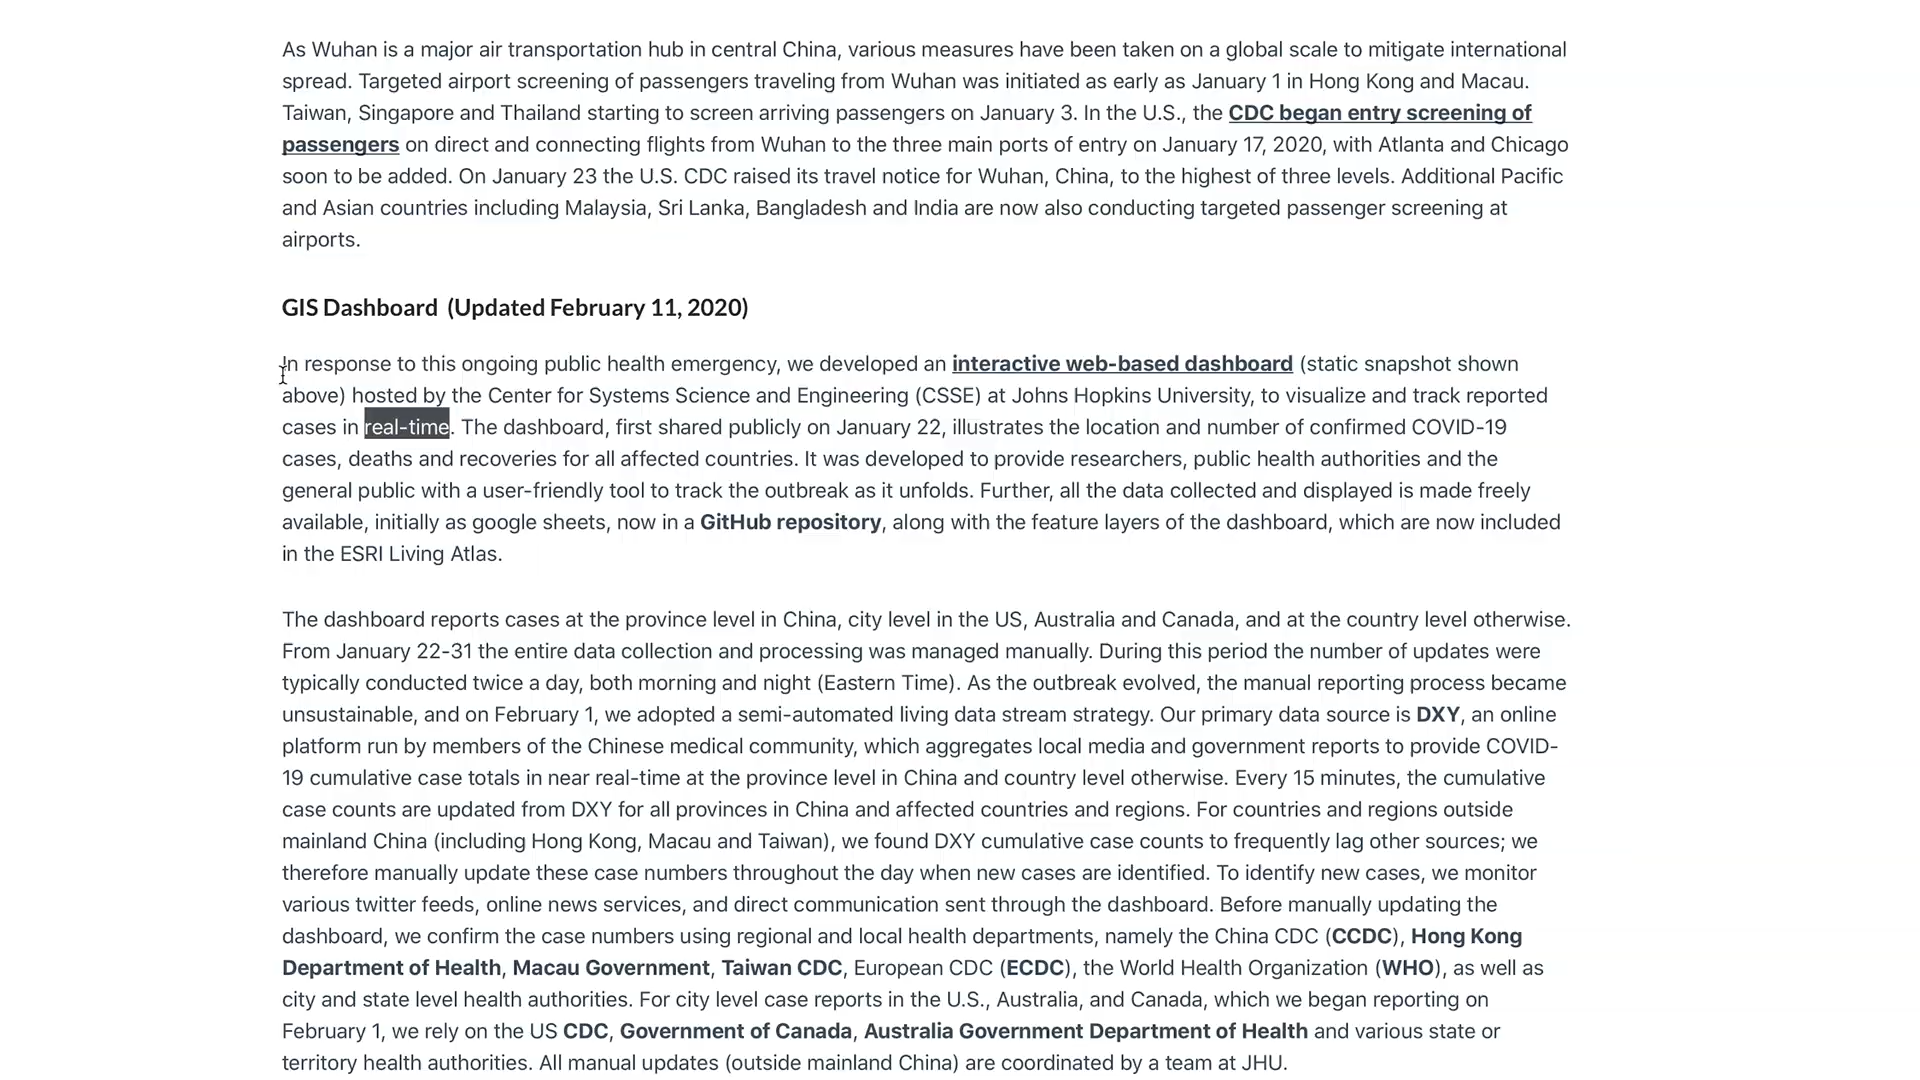 As Wuhan is a major air transportation hub in central China, various measures have been taken on a global scale to mitigate international
spread. Targeted airport screening of passengers traveling from Wuhan was initiated as early as January 1 in Hong Kong and Macau.
Taiwan, Singapore and Thailand starting to screen arriving passengers on January 3. In the U.S., the CDC began entry screening of
passengers on direct and connecting flights from Wuhan to the three main ports of entry on January 17, 2020, with Atlanta and Chicago
soon to be added. On January 23 the U.S. CDC raised its travel notice for Wuhan, China, to the highest of three levels. Additional Pacific
and Asian countries including Malaysia, Sri Lanka, Bangladesh and India are now also conducting targeted passenger screening at
airports.
GIS Dashboard (Updated February 11, 2020)
In response to this ongoing public health emergency, we developed an interactive web-based dashboard (static snapshot shown
above) hosted by the Center for Systems Science and Engineering (CSSE) at Johns Hopkins University, to visualize and track reported
cases in real-time. The dashboard, first shared publicly on January 22, illustrates the location and number of confirmed COVID-19
cases, deaths and recoveries for all affected countries. It was developed to provide researchers, public health authorities and the
general public with a user-friendly tool to track the outbreak as it unfolds. Further, all the data collected and displayed is made freely
available, initially as google sheets, now in a GitHub repository, along with the feature layers of the dashboard, which are now included
in the ESRI Living Atlas.
The dashboard reports cases at the province level in China, city level in the US, Australia and Canada, and at the country level otherwise.
From January 22-31 the entire data collection and processing was managed manually. During this period the number of updates were
typically conducted twice a day, both morning and night (Eastern Time). As the outbreak evolved, the manual reporting process became
unsustainable, and on February 1, we adopted a semi-automated living data stream strategy. Our primary data source is DXY, an online
platform run by members of the Chinese medical community, which aggregates local media and government reports to provide COVID-
19 cumulative case totals in near real-time at the province level in China and country level otherwise. Every 15 minutes, the cumulative
case counts are updated from DXY for all provinces in China and affected countries and regions. For countries and regions outside
mainland China (including Hong Kong, Macau and Taiwan), we found DXY cumulative case counts to frequently lag other sources; we
therefore manually update these case numbers throughout the day when new cases are identified. To identify new cases, we monitor
various twitter feeds, online news services, and direct communication sent through the dashboard. Before manually updating the
dashboard, we confirm the case numbers using regional and local health departments, namely the China CDC (CCDC), Hong Kong
Department of Health, Macau Government, Taiwan CDC, European CDC (ECDC), the World Health Organization (WHO), as well as
city and state level health authorities. For city level case reports in the U.S., Australia, and Canada, which we began reporting on
February 1, we rely on the US CDC, Government of Canada, Australia Government Department of Health and various state or
territory health authorities. All manual updates (outside mainland China) are coordinated by a team at JHU.